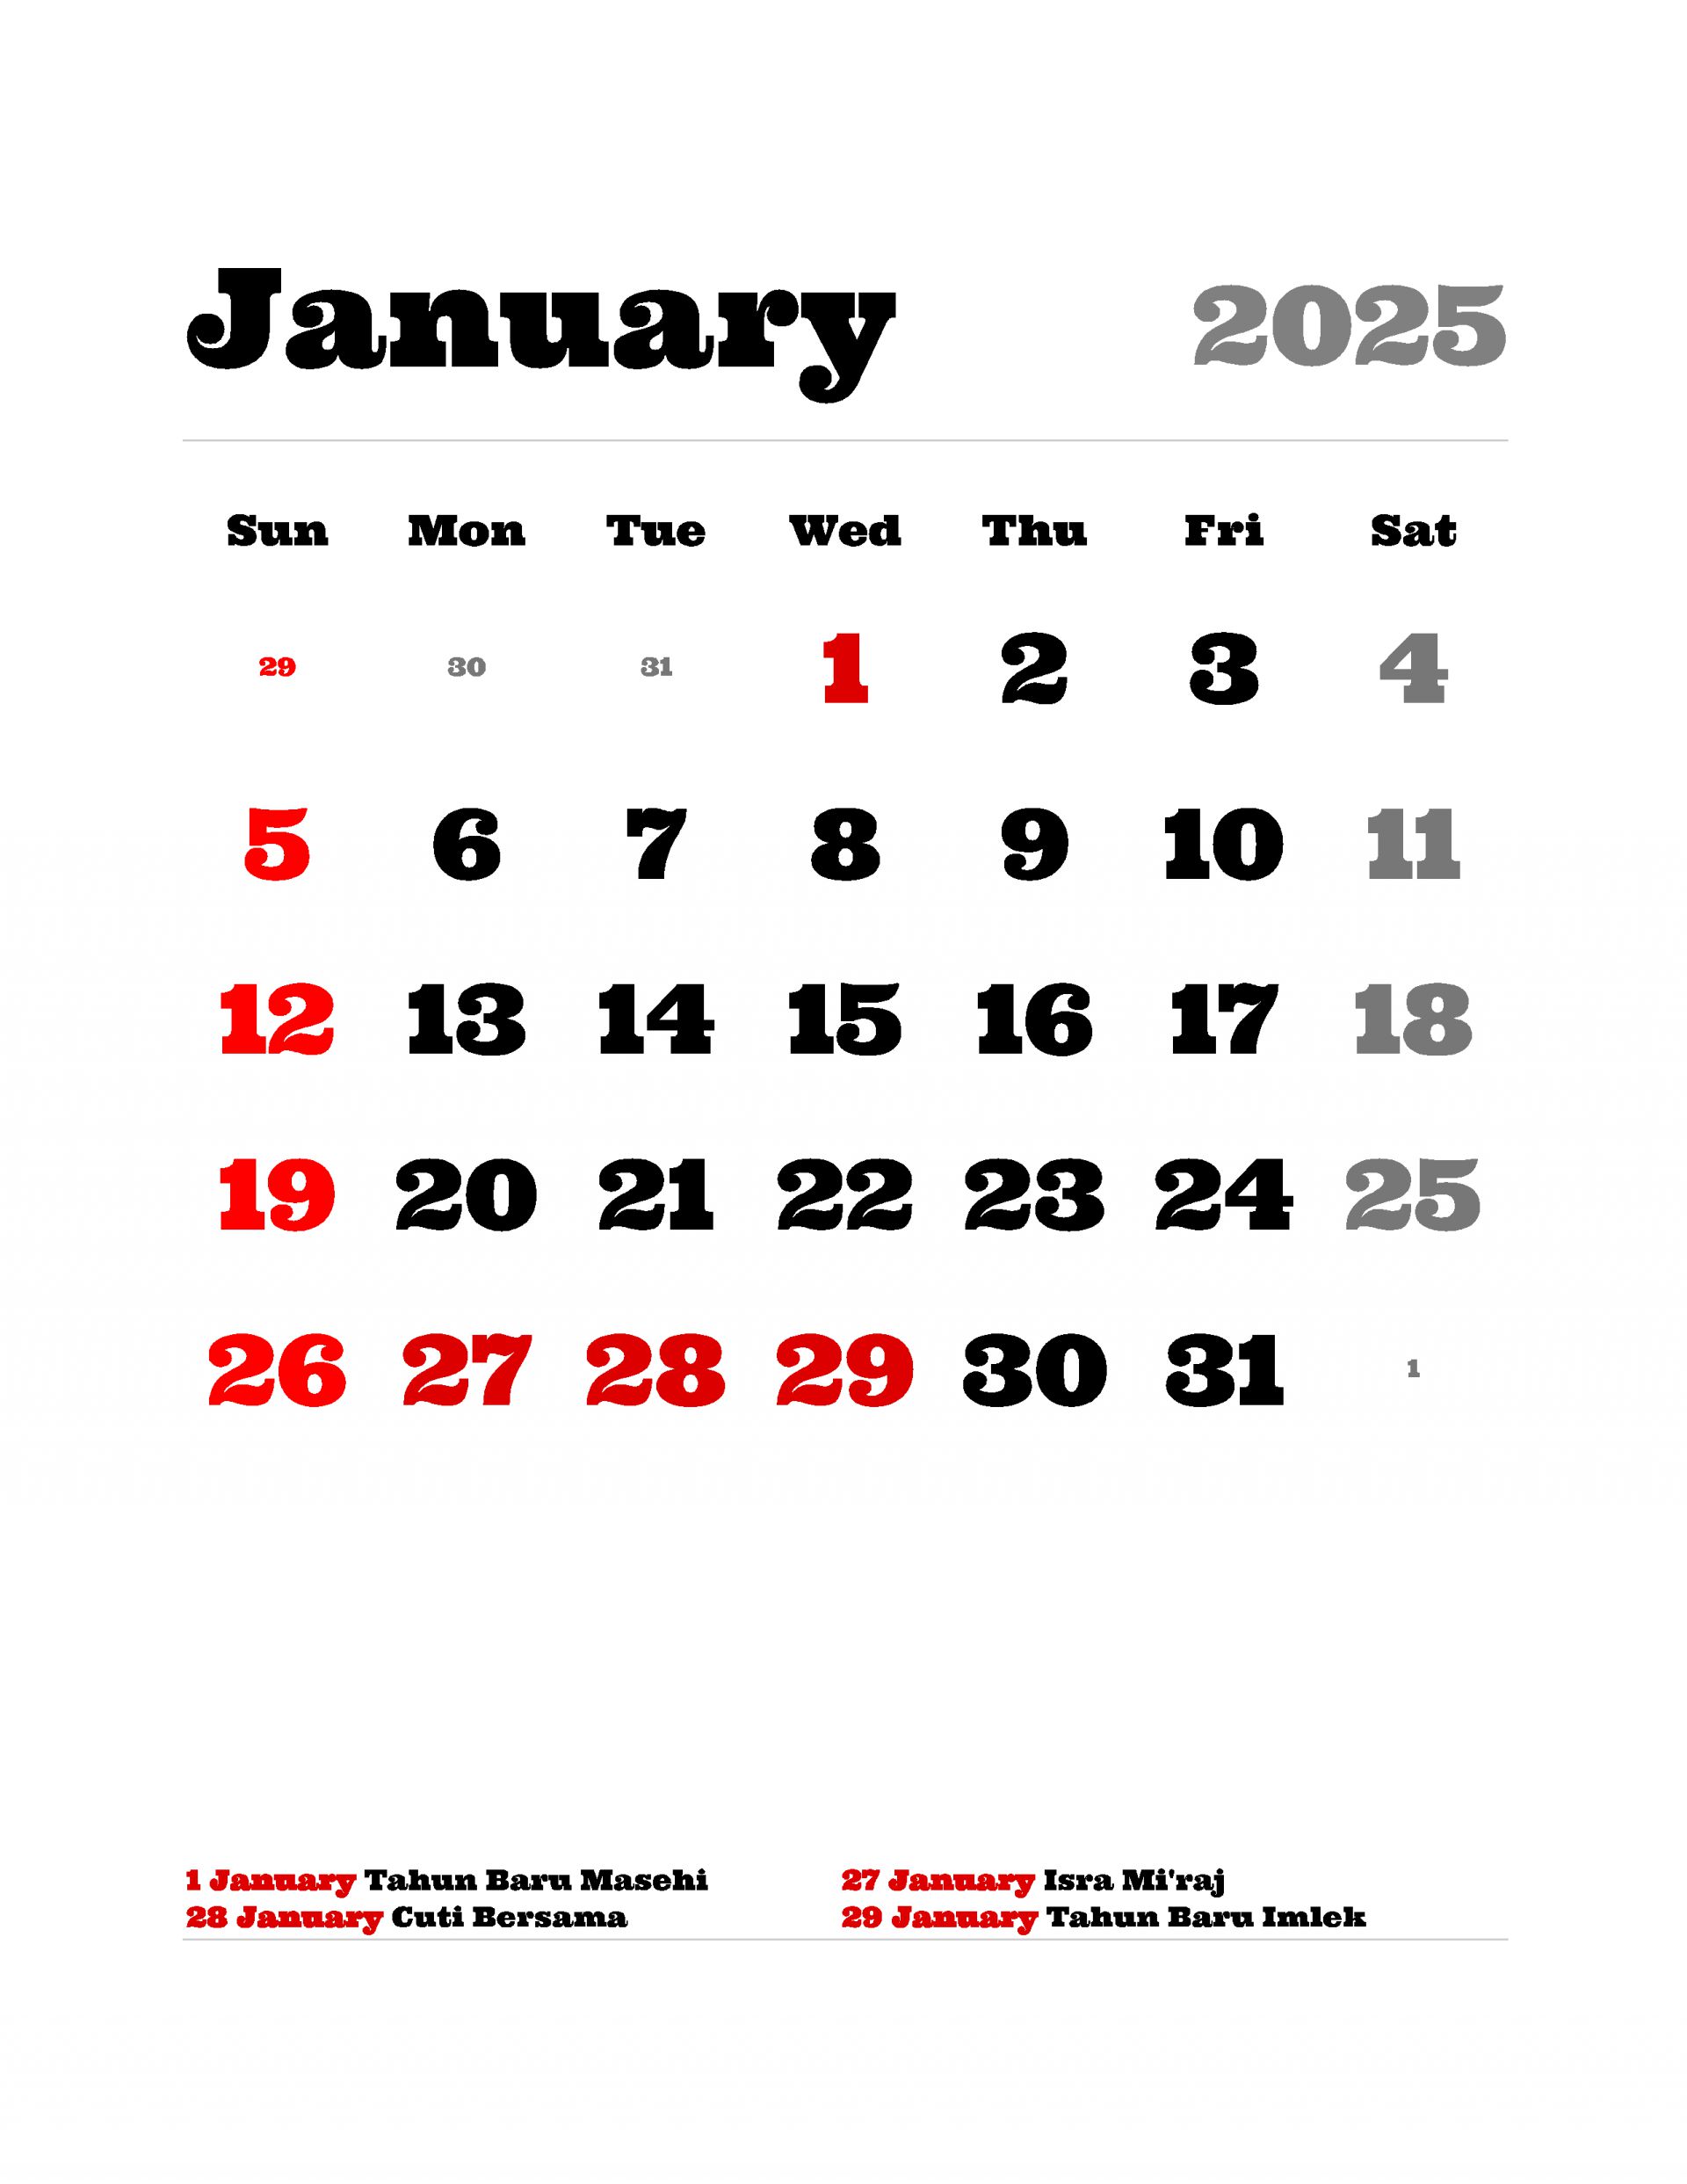 January 2025
Sun Mon Tue Wed Thu Fri Sat
29 30 31 1 2 3 4
5 6 7 8 9 10 11
12 13 14 15 16 17 18
19 20 21 22 23 24 25
26 27 28 29 30 31 1
1 January Tahun Baru Masehi 27 January Isra Mi'raj
28 January Cuti Bersama 29 January Tahun Baru Imlek